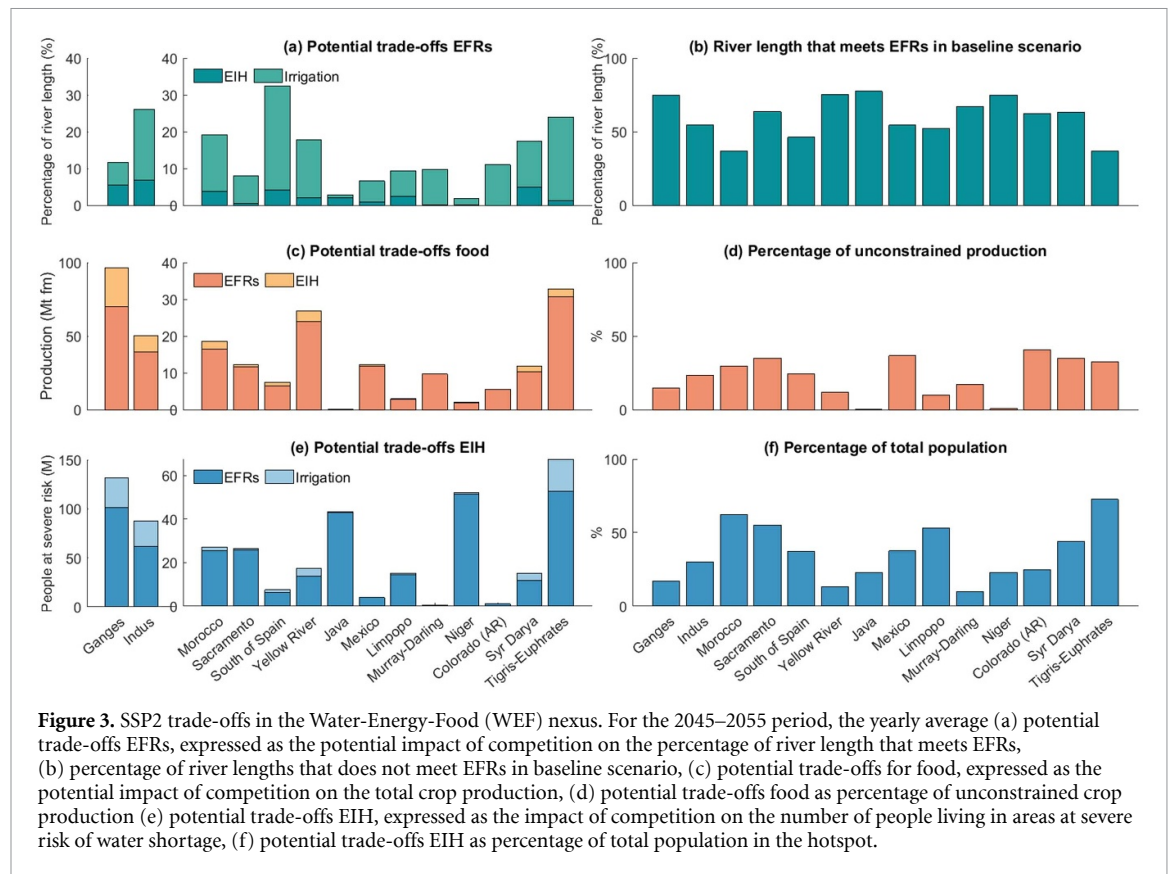 (a) Potential trade-offs EFRs
(b) River length that meets EFRs in baseline scenario
Percentage of river length (%)
40
30
20
10
0
40
30
20
10
0
EIH
Irrigation
Percentage of river length (%)
100
50
0
(c) Potential trade-offs food
(d) Percentage of unconstrained production
Production (Mt fm)
100
50
0
40
30
20
10
0
EFRs
EIH
%
100
50
0
(e) Potential trade-offs EIH
(f) Percentage of total population
People at severe risk (M)
150
100
50
0
60
40
20
0
EFRs
Irrigation
%
100
50
0
Ganges
Indus
Morocco
Sacramento
South of Spain
Yellow River
Java
Mexico
Limpopo
Murray-Darling
Niger
Colorado (AR)
Syr Darya
Tigris-Euphrates
Ganges
Indus
Morocco
Sacramento
South of Spain
Yellow River
Java
Mexico
Limpopo
Murray-Darling
Niger
Colorado (AR)
Syr Darya
Tigris-Euphrates
Figure 3. SSP2 trade-offs in the Water-Energy-Food (WEF) nexus. For the 2045–2055 period, the yearly average (a) potential
trade-offs EFRs, expressed as the potential impact of competition on the percentage of river length that meets EFRs,
(b) percentage of river lengths that does not meet EFRs in baseline scenario, (c) potential trade-offs for food, expressed as the
potential impact of competition on the total crop production, (d) potential trade-offs food as percentage of unconstrained crop
production (e) potential trade-offs EIH, expressed as the impact of competition on the number of people living in areas at severe
risk of water shortage, (f) potential trade-offs EIH as percentage of total population in the hotspot.